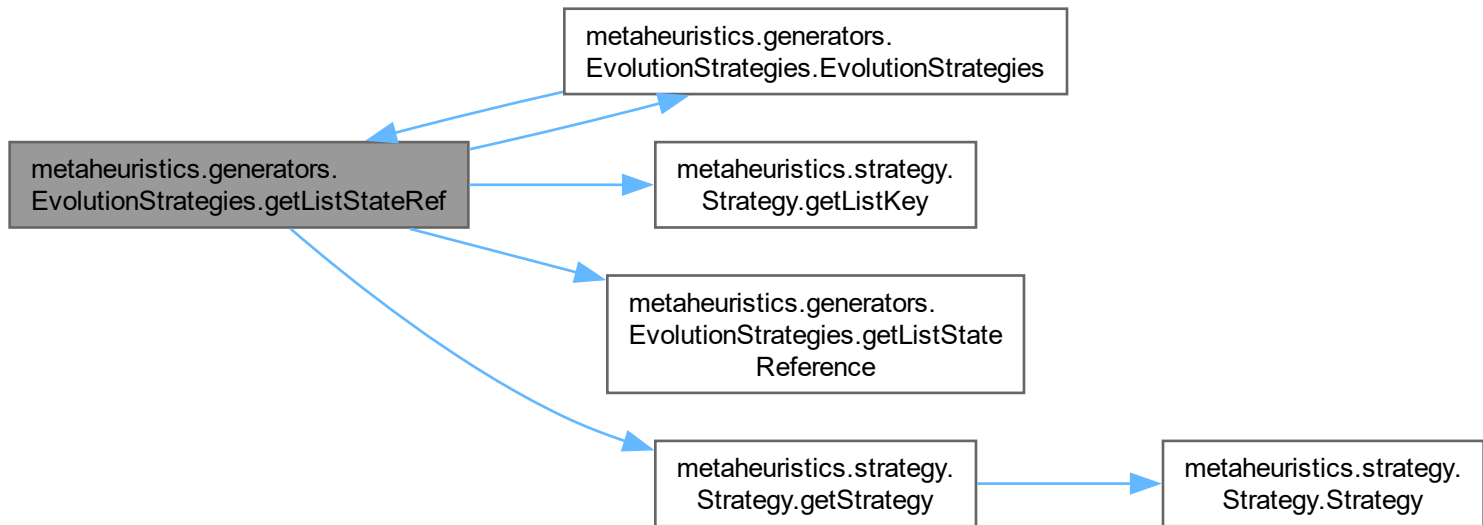 metaheuristics.generators.
EvolutionStrategies.EvolutionStrategies
metaheuristics.generators.
EvolutionStrategies.getListStateRef
metaheuristics.strategy.
Strategy.getListKey
metaheuristics.generators.
EvolutionStrategies.getListState
Reference
metaheuristics.strategy.
Strategy.getStrategy
metaheuristics.strategy.
Strategy.Strategy